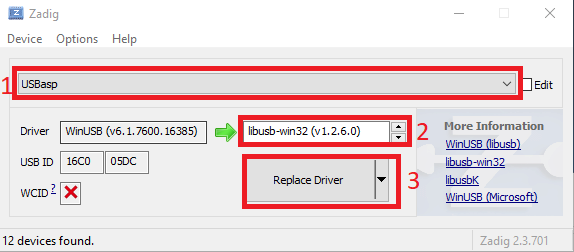 Zadig
Device Options Help
1 USBasp Edit
Driver WinUSB (v6.1.7600.16385) libusb-win32 (v1.2.6.0) 2
USB ID 16C0 05DC
WCID ?
Replace Driver 3
More Information
WinUSB (libusb)
libusb-win32
libusbK
WinUSB (Microsoft)
12 devices found. Zadig 2.3.701